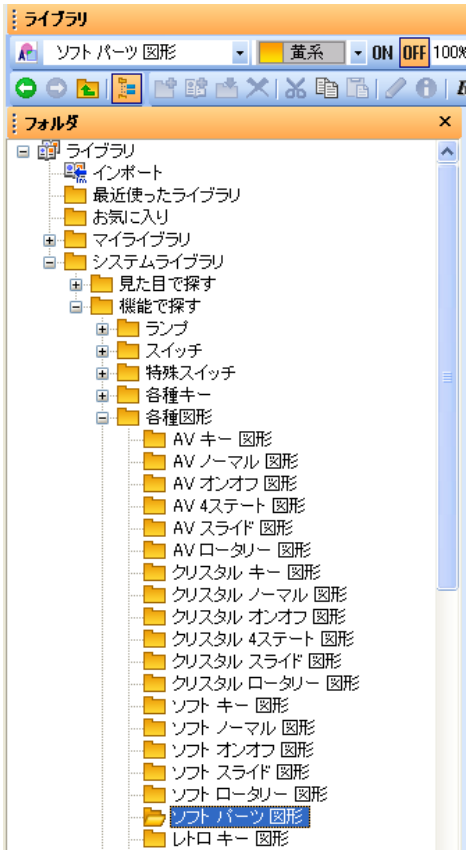 ライブラリ
ソフト パーツ 図形 黄系 ON OFF 100%
フォルダ
ライブラリ
インポート
最近使ったライブラリ
お気に入り
マイライブラリ
システムライブラリ
見た目で探す
機能で探す
ランプ
スイッチ
特殊スイッチ
各種キー
各種図形
AV キー 図形
AV ノーマル 図形
AV オンオフ 図形
AV 4ステート 図形
AV スライド 図形
AV ロータリー 図形
クリスタル キー 図形
クリスタル ノーマル 図形
クリスタル オンオフ 図形
クリスタル 4ステート 図形
クリスタル スライド 図形
クリスタル ロータリー 図形
ソフト キー 図形
ソフト ノーマル 図形
ソフト オンオフ 図形
ソフト スライド 図形
ソフト ロータリー 図形
ソフト パーツ 図形
レトロ キー 図形